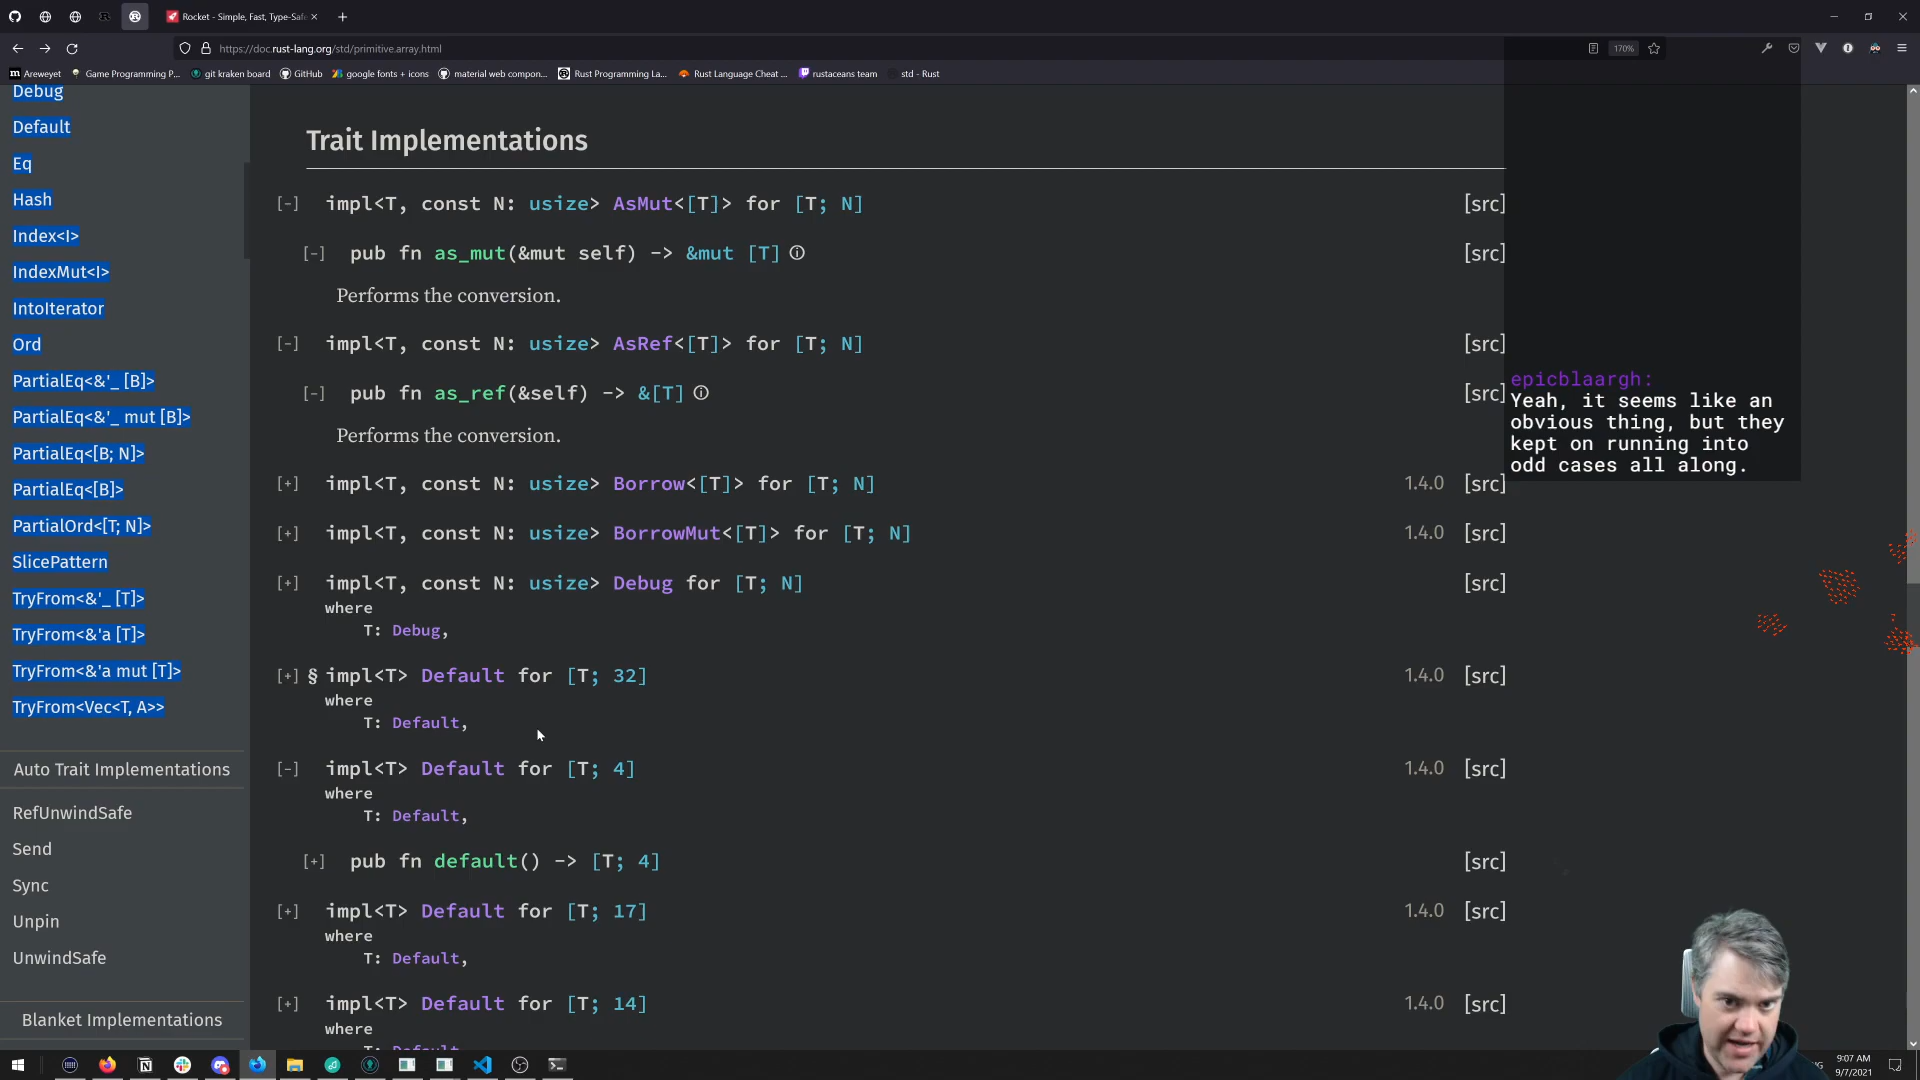 Rocket - Simple, Fast, Type-Safe
https://doc.rust-lang.org/std/primitive.array.html
170%
Areweyet
Game Programming P...
git kraken board
GitHub
google fonts + icons
material web compon...
Rust Programming La...
Rust Language Cheat ...
rustaceans team
std - Rust
Debug
Default
Eq
Hash
Index<I>
IndexMut<I>
IntoIterator
Ord
PartialEq<&'_ [B]>
PartialEq<&'_ mut [B]>
PartialEq<[B; N]>
PartialEq<[B]>
PartialOrd<[T; N]>
SlicePattern
TryFrom<&'_ [T]>
TryFrom<&'a [T]>
TryFrom<&'a mut [T]>
TryFrom<Vec<T, A>>
Auto Trait Implementations
RefUnwindSafe
Send
Sync
Unpin
UnwindSafe
Blanket Implementations
Trait Implementations
[-] impl<T, const N: usize> AsMut<[T]> for [T; N] [src]
[-] pub fn as_mut(&mut self) -> &mut [T] ⓘ [src]
Performs the conversion.
[-] impl<T, const N: usize> AsRef<[T]> for [T; N] [src]
[-] pub fn as_ref(&self) -> &[T] ⓘ [src]
Performs the conversion.
[+] impl<T, const N: usize> Borrow<[T]> for [T; N] 1.4.0 [src]
[+] impl<T, const N: usize> BorrowMut<[T]> for [T; N] 1.4.0 [src]
[+] impl<T, const N: usize> Debug for [T; N] [src]
where
T: Debug,
[+] § impl<T> Default for [T; 32] 1.4.0 [src]
where
T: Default,
[-] impl<T> Default for [T; 4] 1.4.0 [src]
where
T: Default,
[+] pub fn default() -> [T; 4] [src]
[+] impl<T> Default for [T; 17] 1.4.0 [src]
where
T: Default,
[+] impl<T> Default for [T; 14] 1.4.0 [src]
where
T: Default,
epicblaargh:
Yeah, it seems like an
obvious thing, but they
kept on running into
odd cases all along.
9:07 AM
9/7/2021